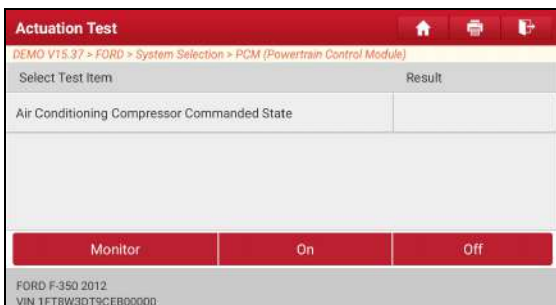 Actuation Test
DEMO V15.37 > FORD > System Selection > PCM (Powertrain Control Module)
Select Test Item Result
Air Conditioning Compressor Commanded State
Monitor On Off
FORD F-350 2012
VIN 1FT8W3DT9CEB00000